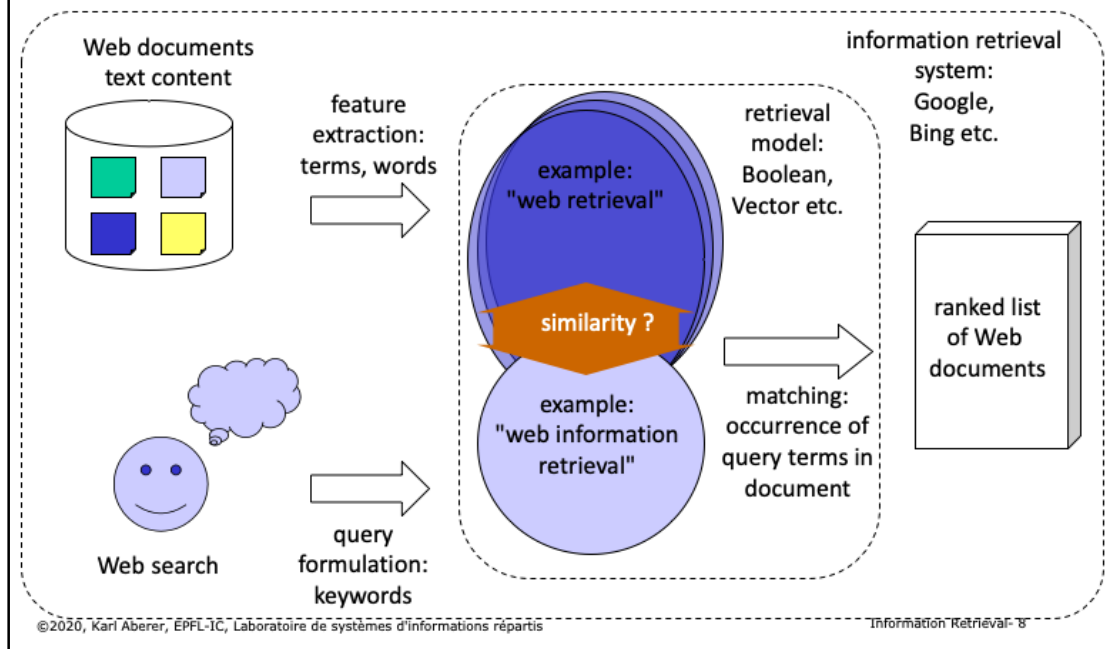 Web documents
text content
feature
extraction:
terms, words
example:
"web retrieval"
retrieval
model:
Boolean,
Vector etc.
information retrieval
system:
Google,
Bing etc.
similarity ?
ranked list
of Web
documents
example:
"web information
retrieval"
matching:
occurrence of
query terms in
document
Web search
query
formulation:
keywords
©2020, Karl Aberer, EPFL-IC, Laboratoire de systèmes d'informations répartis
Information Retrieval- 8